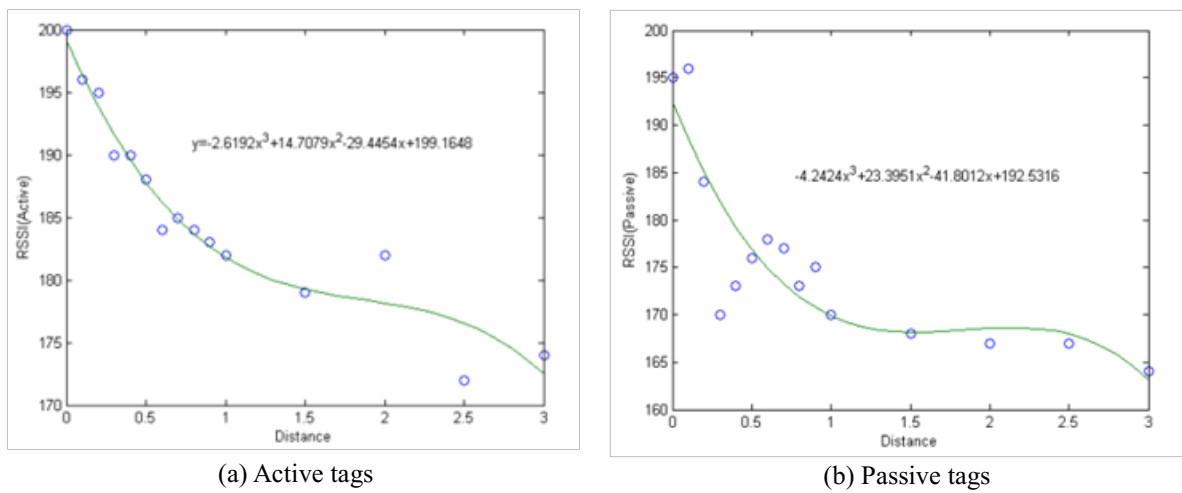 200
195
190
185
180
175
170
RSSI(Active)
y=-2.6192x³+14.7079x²-29.4454x+199.1648
0 0.5 1 1.5 2 2.5 3
Distance
(a) Active tags
200
195
190
185
180
175
170
165
160
RSSI(Passive)
-4.2424x³+23.3951x²-41.8012x+192.5316
0 0.5 1 1.5 2 2.5 3
Distance
(b) Passive tags